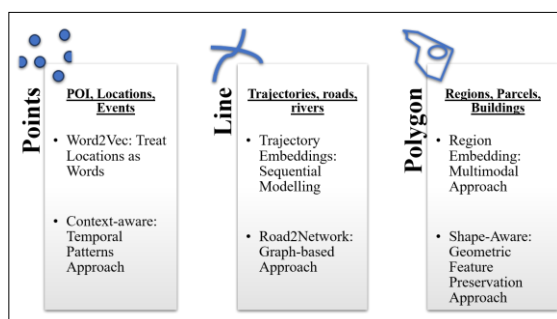 Points
POI, Locations,
Events
• Word2Vec: Treat
Locations as
Words
• Context-aware:
Temporal
Patterns
Approach
Line
Trajectories, roads,
rivers
• Trajectory
Embeddings:
Sequential
Modelling
• Road2Network:
Graph-based
Approach
Polygon
Regions, Parcels,
Buildings
• Region
Embedding:
Multimodal
Approach
• Shape-Aware:
Geometric
Feature
Preservation
Approach